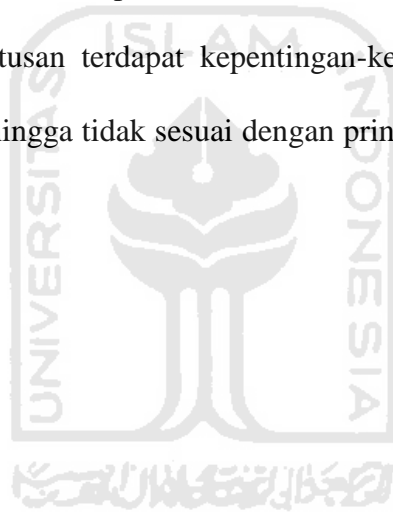 tusan terdapat kepentingan-ke
ingga tidak sesuai dengan prin
ISLAM
UNIVERSITAS
INDONESIA